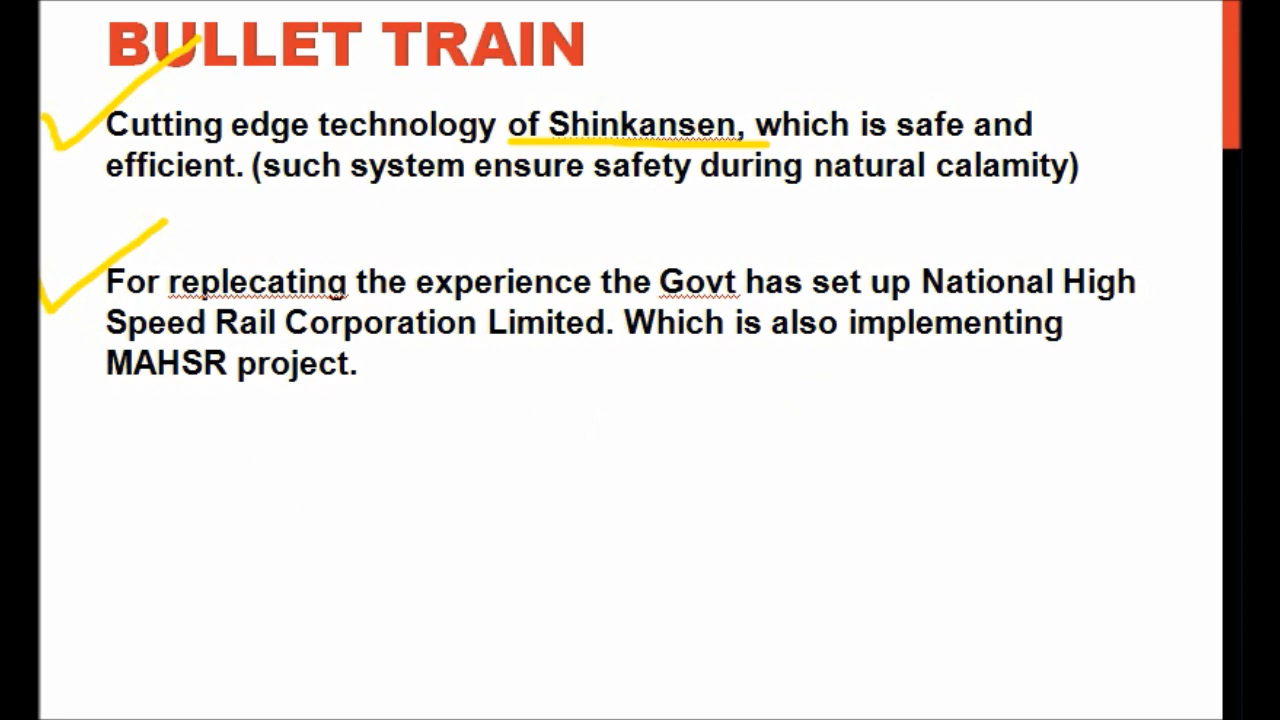 BULLET TRAIN
Cutting edge technology of Shinkansen, which is safe and
efficient. (such system ensure safety during natural calamity)
For replecating the experience the Govt has set up National High
Speed Rail Corporation Limited. Which is also implementing
MAHSR project.